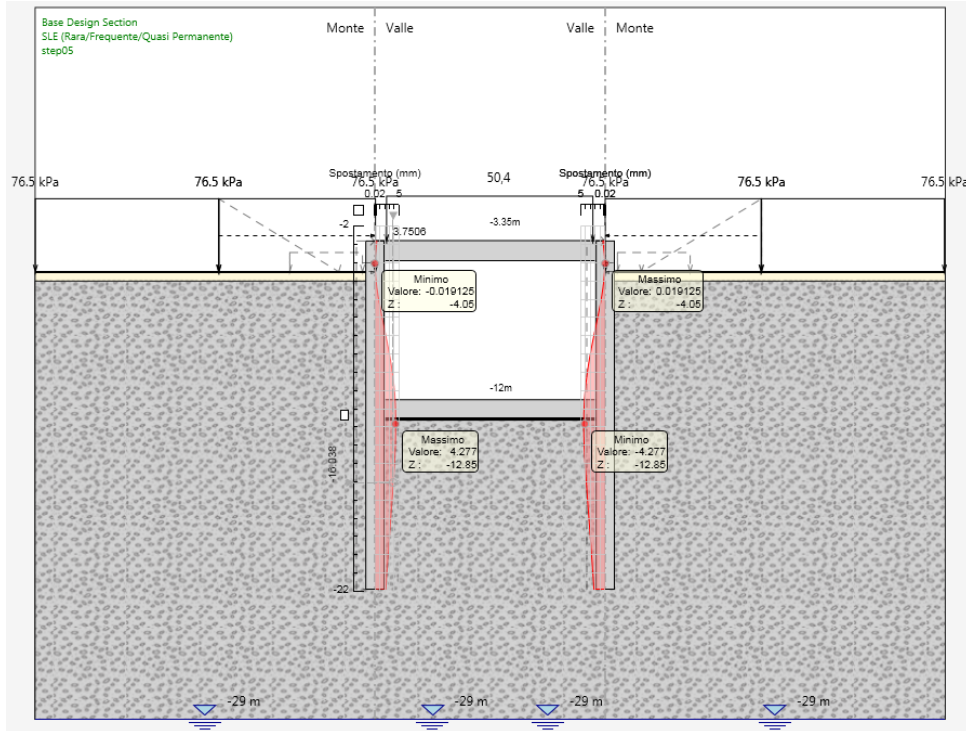 Base Design Section
SLE (Rara/Frequente/Quasi Permanente)
step05
Monte Valle
Valle Monte
76.5 kPa
76.5 kPa
Spostamento (mm)
76.5 kPa
0.02 5
50,4
Spostamento (mm)
76.5 kPa
5 0.02
76.5 kPa
76.5 kPa
-2
3.7506
-3.35m
Minimo
Valore: -0.019125
Z : -4.05
Massimo
Valore: 0.019125
Z : -4.05
-12m
Massimo
Valore: 4.277
Z : -12.85
Minimo
Valore: -4.277
Z : -12.85
-22
-29 m
-29 m
-29 m
-29 m